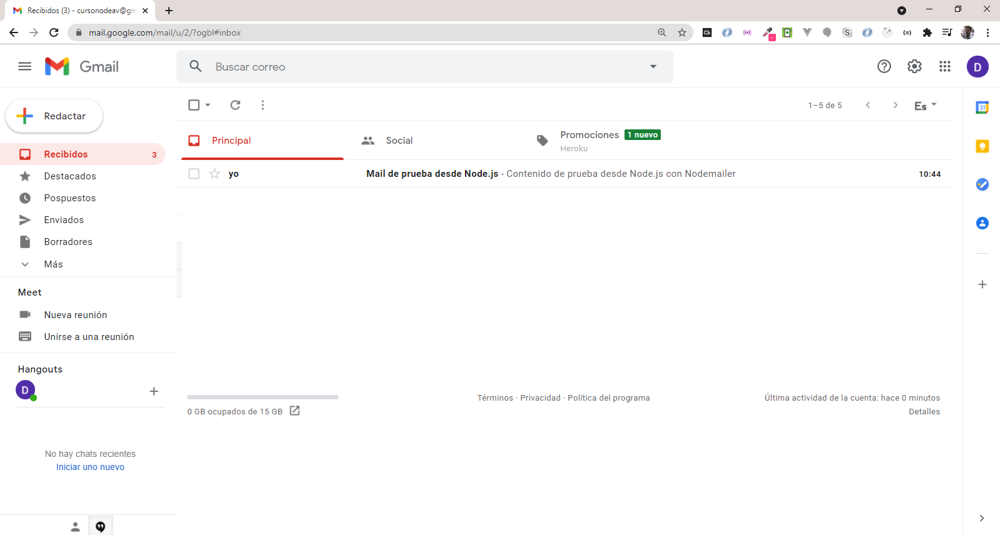 Recibidos (3) - cursonodeav@gm
mail.google.com/mail/u/2/?ogbl#inbox
Gmail
Buscar correo
D
Redactar
1–5 de 5
Es
Principal
Social
Promociones 1 nuevo
Heroku
Recibidos 3
yo Mail de prueba desde Node.js - Contenido de prueba desde Node.js con Nodemailer 10:44
Destacados
Pospuestos
Enviados
Borradores
Más
Meet
Nueva reunión
Unirse a una reunión
Hangouts
D
0 GB ocupados de 15 GB
Términos · Privacidad · Política del programa
Última actividad de la cuenta: hace 0 minutos
Detalles
No hay chats recientes
Iniciar uno nuevo
31